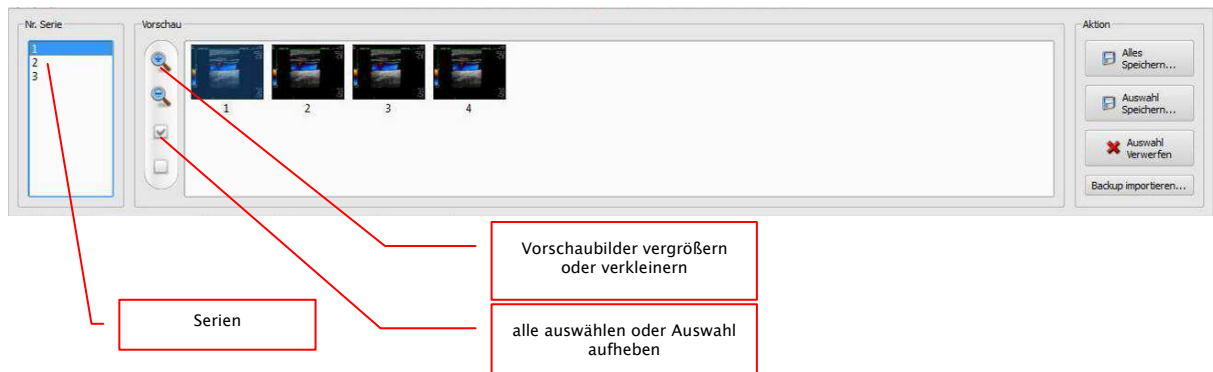 Nr. Serie
1
2
3
Vorschau
1 2 3 4
Aktion
Alles
Speichern...
Auswahl
Speichern...
Auswahl
Verwerfen
Backup importieren...
Vorschaubilder vergrößern
oder verkleinern
Serien
alle auswählen oder Auswahl
aufheben